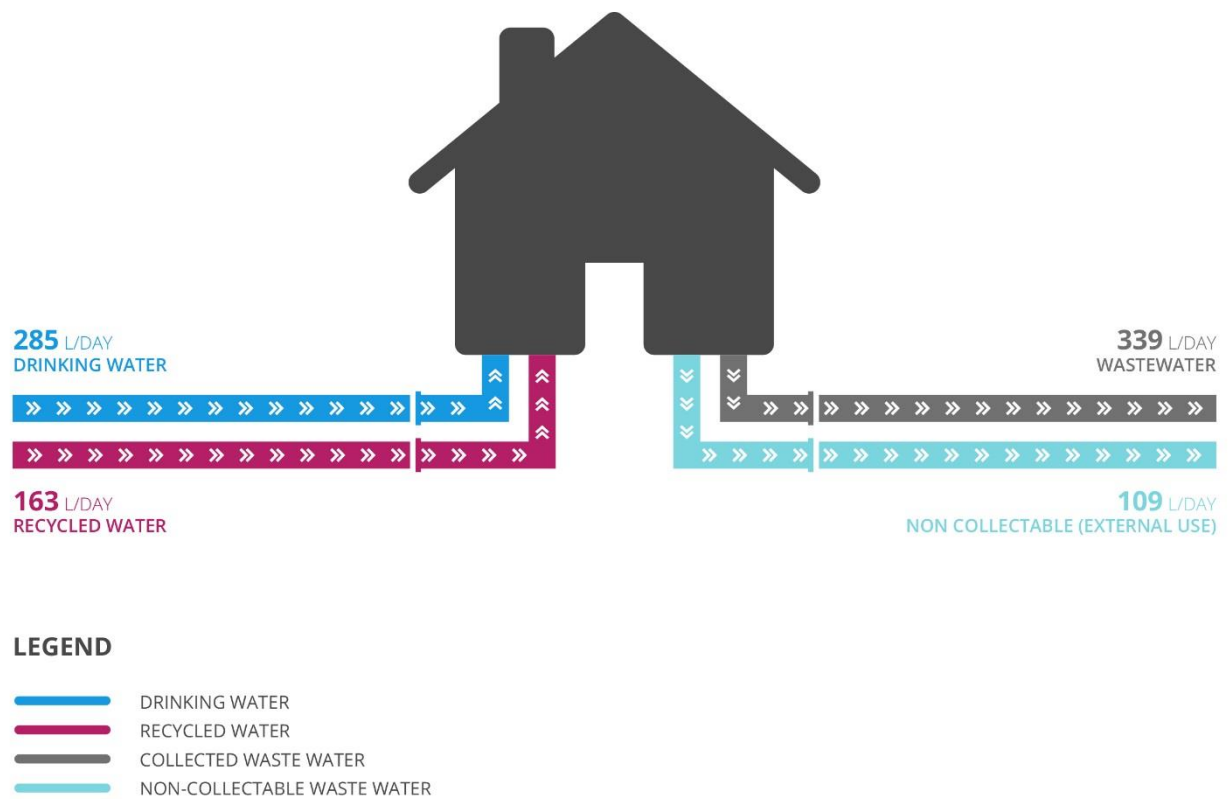 285 L/DAY
DRINKING WATER
163 L/DAY
RECYCLED WATER
339 L/DAY
WASTEWATER
109 L/DAY
NON COLLECTABLE (EXTERNAL USE)
LEGEND
DRINKING WATER
RECYCLED WATER
COLLECTED WASTE WATER
NON-COLLECTABLE WASTE WATER